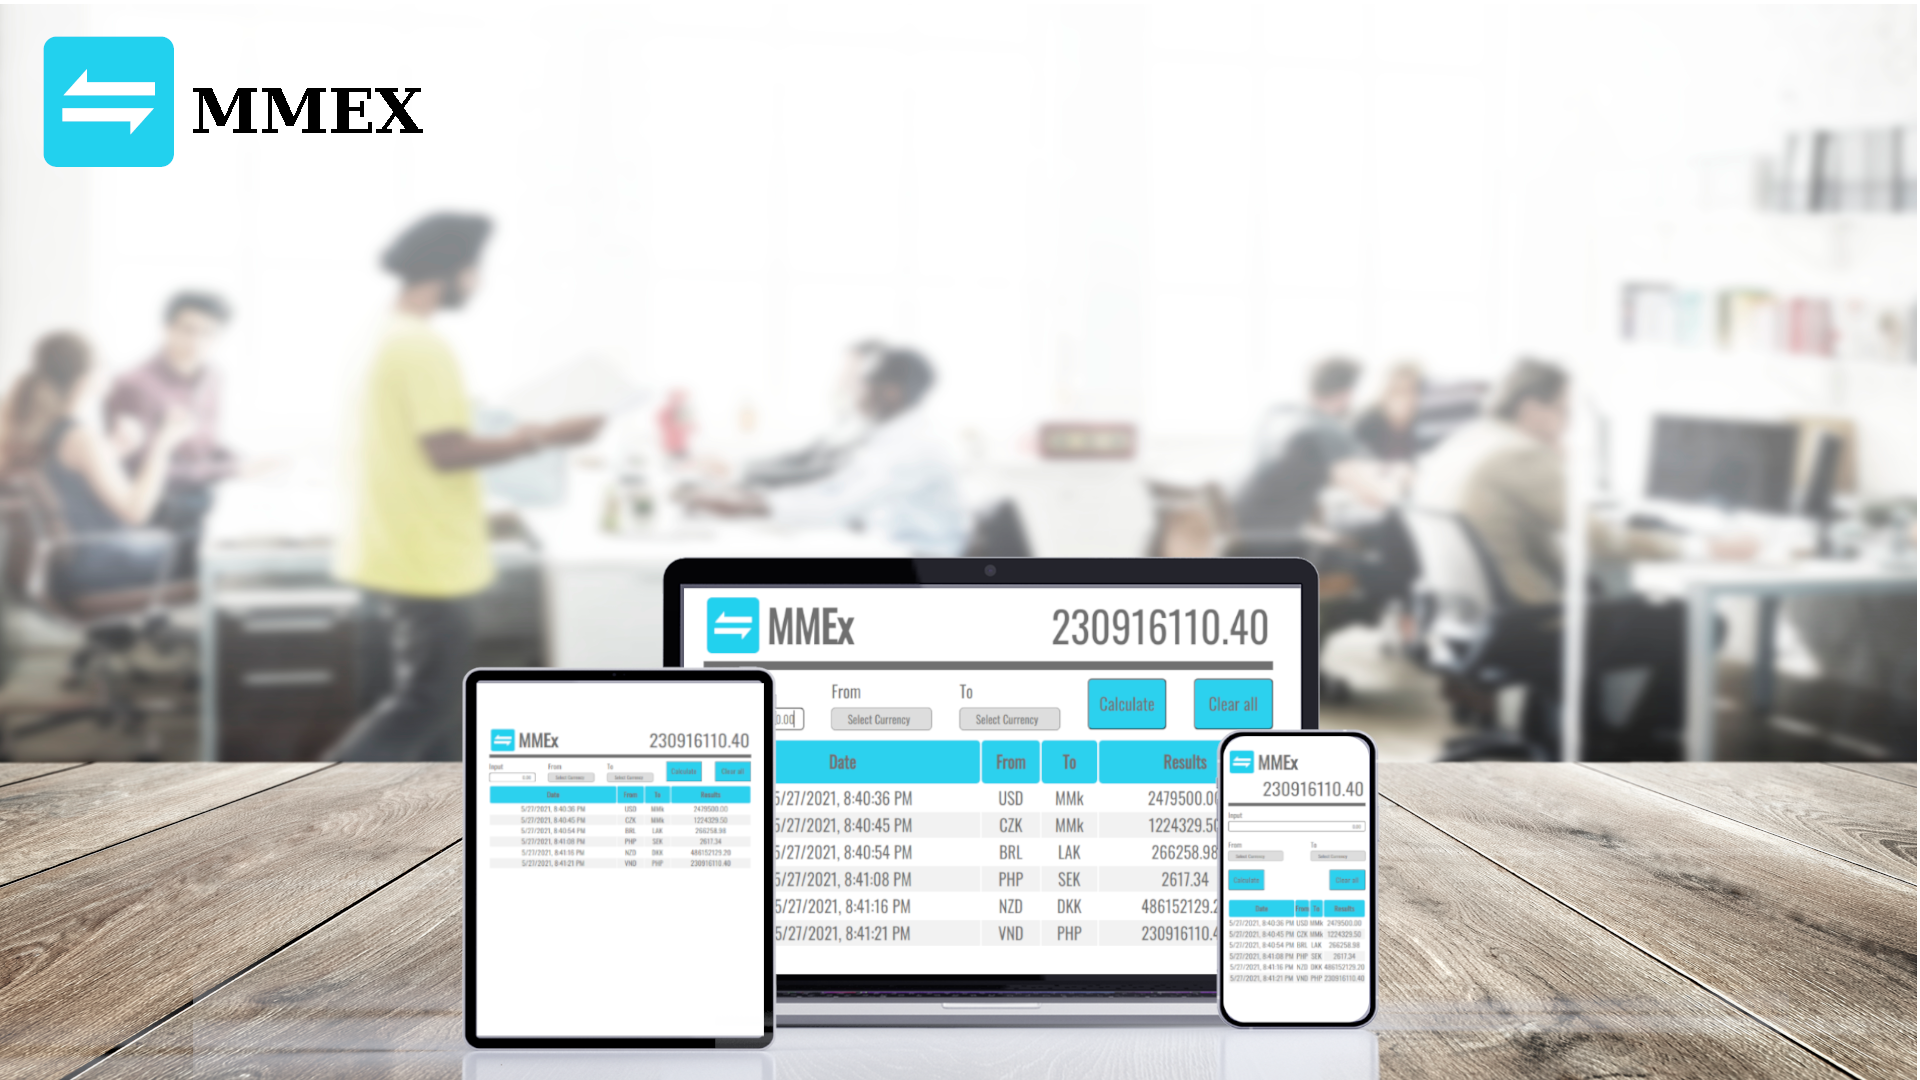 MMEX
MMEx 230916110.40
From To
0.00 Select Currency Select Currency Calculate Clear all
Date From To Results
5/27/2021, 8:40:36 PM USD MMk 2479500.00
5/27/2021, 8:40:45 PM CZK MMk 1224329.50
5/27/2021, 8:40:54 PM BRL LAK 266258.98
5/27/2021, 8:41:08 PM PHP SEK 2617.34
5/27/2021, 8:41:16 PM NZD DKK 486152129.2
5/27/2021, 8:41:21 PM VND PHP 230916110.4
MMEx 230916110.40
Input From To
0.00 Select Currency Select Currency Calculate Clear all
Date From To Results
5/27/2021, 8:40:36 PM USD MMk 2479500.00
5/27/2021, 8:40:45 PM CZK MMk 1224329.50
5/27/2021, 8:40:54 PM BRL LAK 266258.98
5/27/2021, 8:41:08 PM PHP SEK 2617.34
5/27/2021, 8:41:16 PM NZD DKK 486152129.20
5/27/2021, 8:41:21 PM VND PHP 230916110.40
MMEx
230916110.40
Input
0.00
From To
Select Currency Select Currency
Calculate Clear all
Date From To Results
5/27/2021, 8:40:36 PM USD MMk 2479500.00
5/27/2021, 8:40:45 PM CZK MMk 1224329.50
5/27/2021, 8:40:54 PM BRL LAK 266258.98
5/27/2021, 8:41:08 PM PHP SEK 2617.34
5/27/2021, 8:41:16 PM NZD DKK 486152129.20
5/27/2021, 8:41:21 PM VND PHP 230916110.40